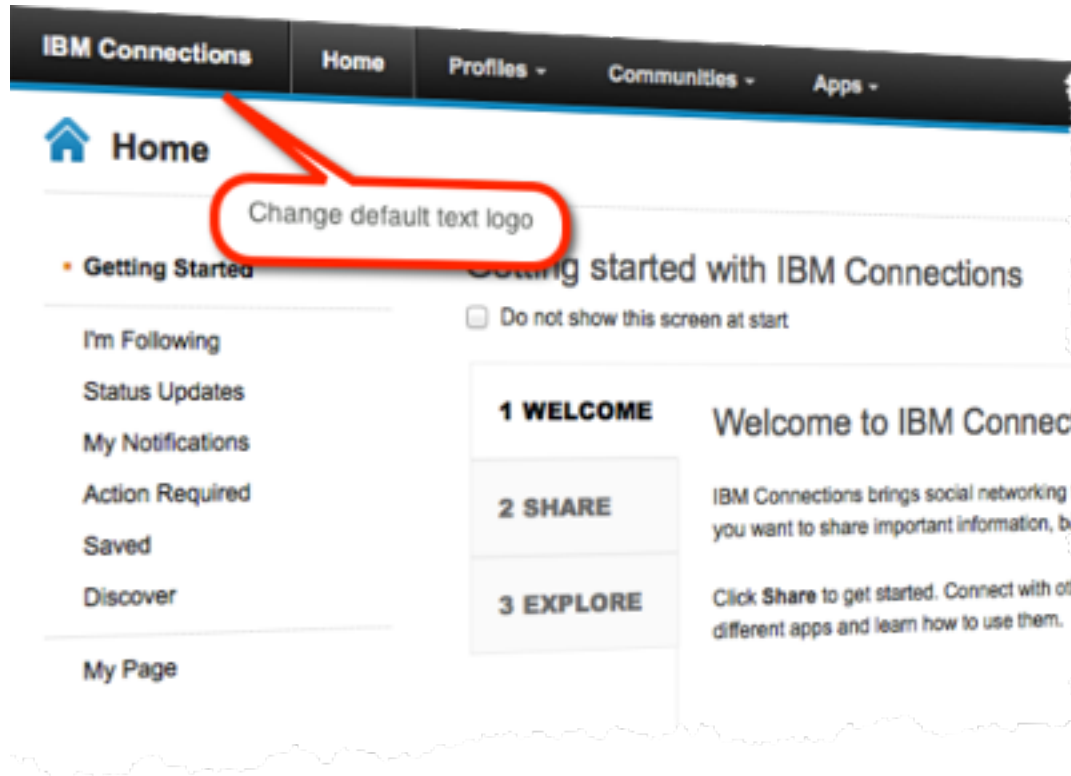 IBM Connections Home Profiles Communities Apps
Home
Change default text logo
Getting Started
Getting started with IBM Connections
Do not show this screen at start
I'm Following
Status Updates
My Notifications
Action Required
Saved
Discover
My Page
1 WELCOME
2 SHARE
3 EXPLORE
Welcome to IBM Connec
IBM Connections brings social networking
you want to share important information, b
Click Share to get started. Connect with ot
different apps and learn how to use them.